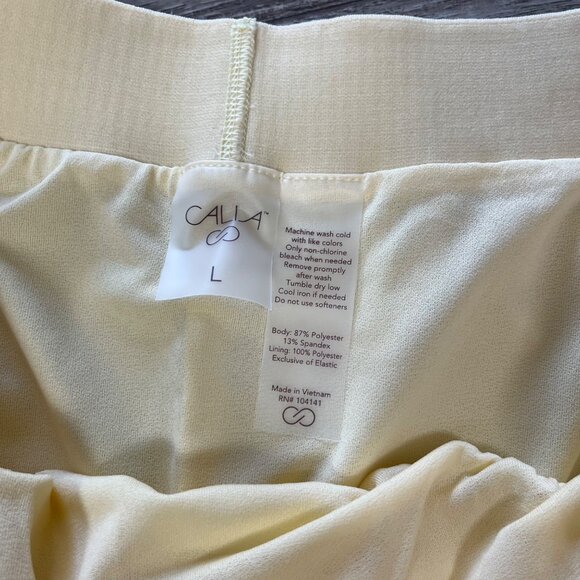 CALIA™
L
Machine wash cold
with like colors
Only non-chlorine
bleach when needed
Remove promptly
after wash
Tumble dry low
Cool iron if needed
Do not use softeners
Body: 87% Polyester
13% Spandex
Lining: 100% Polyester
Exclusive of Elastic
Made in Vietnam
RN# 104141